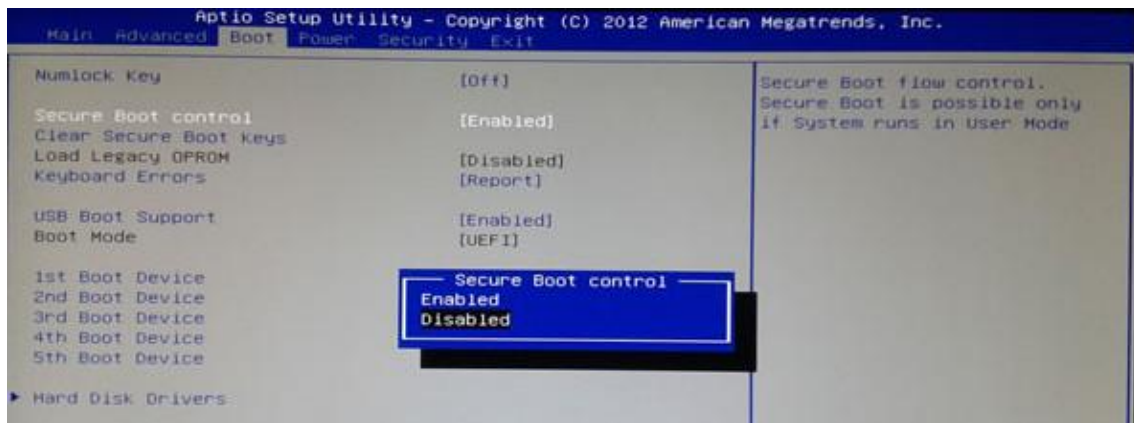 Aptio Setup Utility - Copyright (C) 2012 American Megatrends, Inc.
Main Advanced Boot Power Security Exit
Numlock Key [Off]
Secure Boot control [Enabled]
Clear Secure Boot Keys
Load Legacy OPROM [Disabled]
Keyboard Errors [Report]
USB Boot Support [Enabled]
Boot Mode [UEFI]
1st Boot Device
2nd Boot Device
3rd Boot Device
4th Boot Device
5th Boot Device
Hard Disk Drivers
Secure Boot control
Enabled
Disabled
Secure Boot flow control.
Secure Boot is possible only
if System runs in User Mode